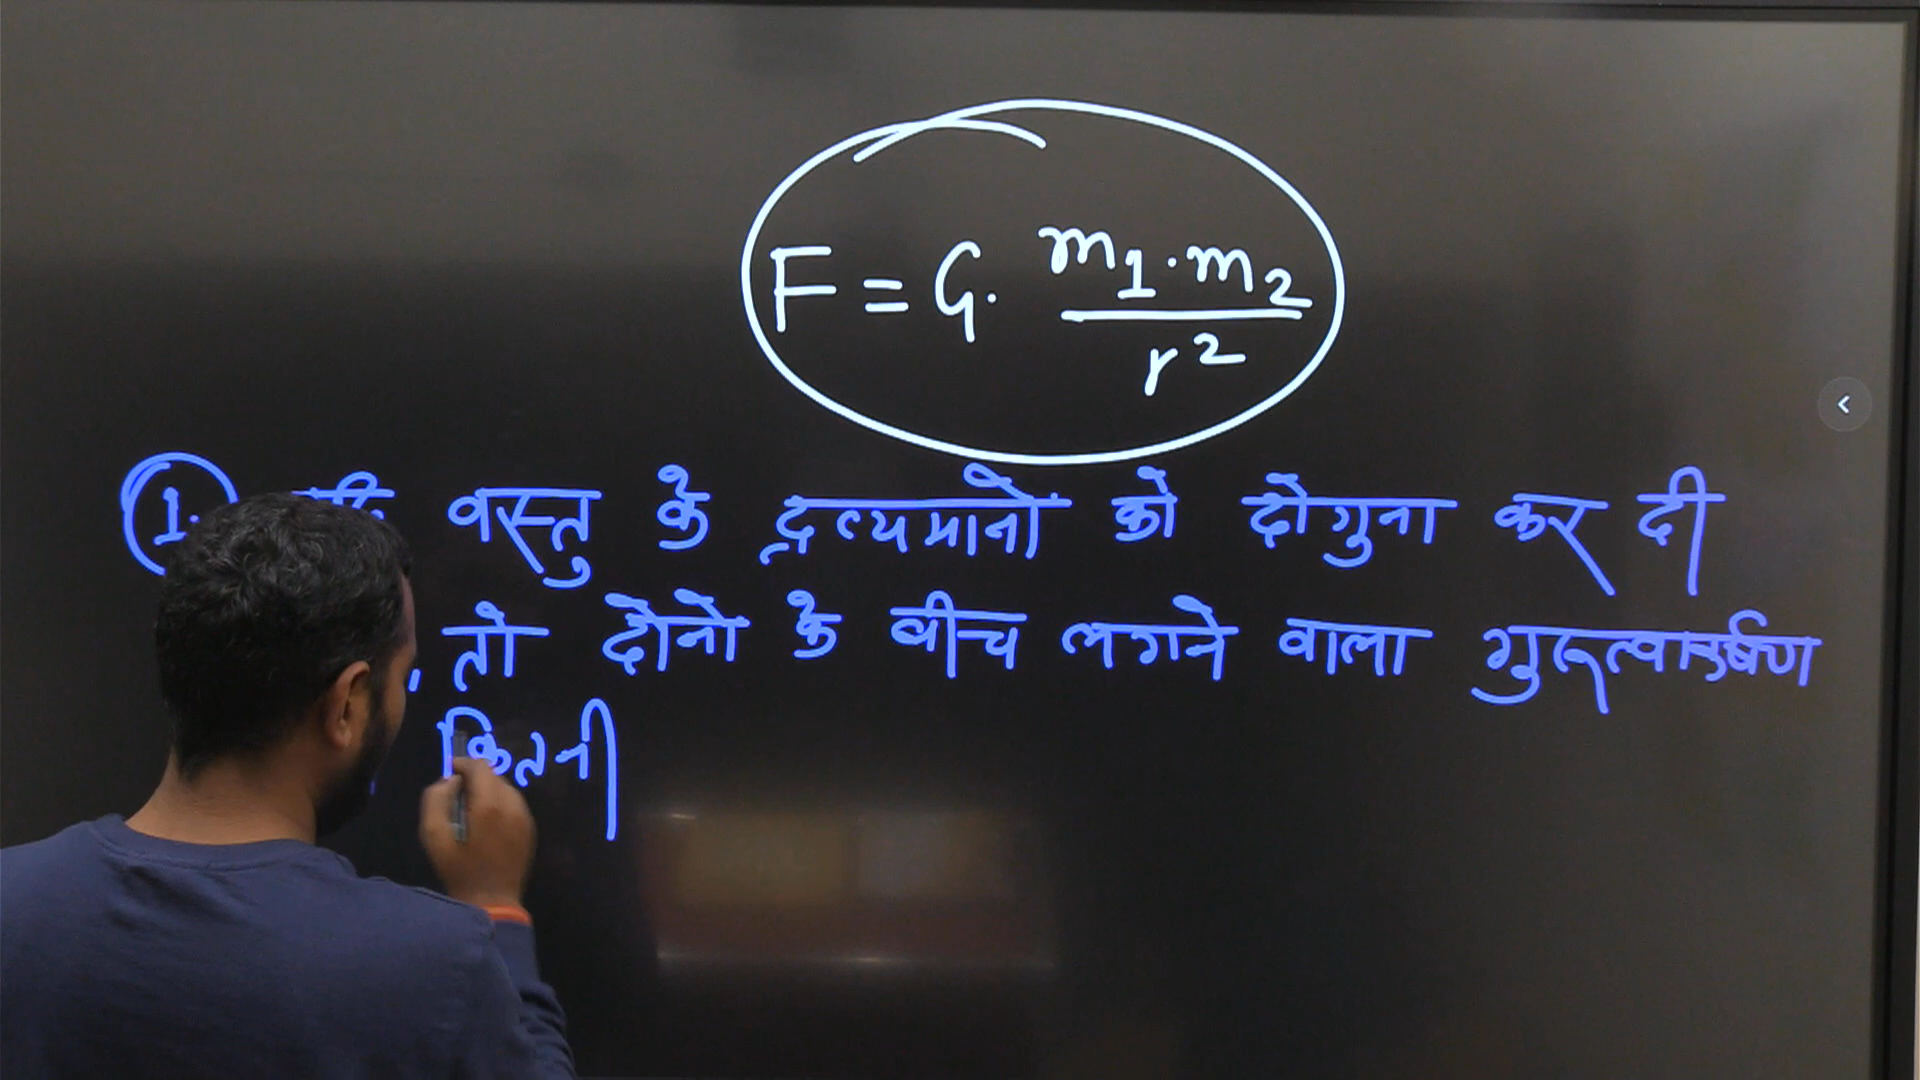 F = G. m1.m2 / r²
1. वस्तु के द्रव्यमानो को दोगुना कर दी
, तो दोनो के बीच लगने वाला गुरुत्वाकर्षण
कितनी